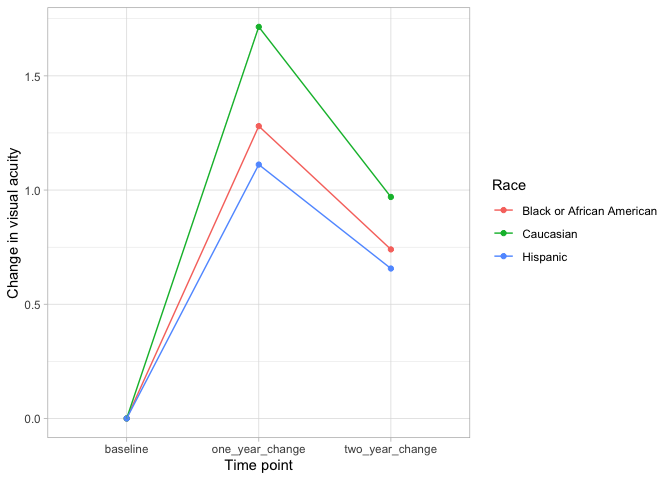 Change in visual acuity
1.5
1.0
0.5
0.0
baseline
one_year_change
two_year_change
Time point
Race
Black or African American
Caucasian
Hispanic